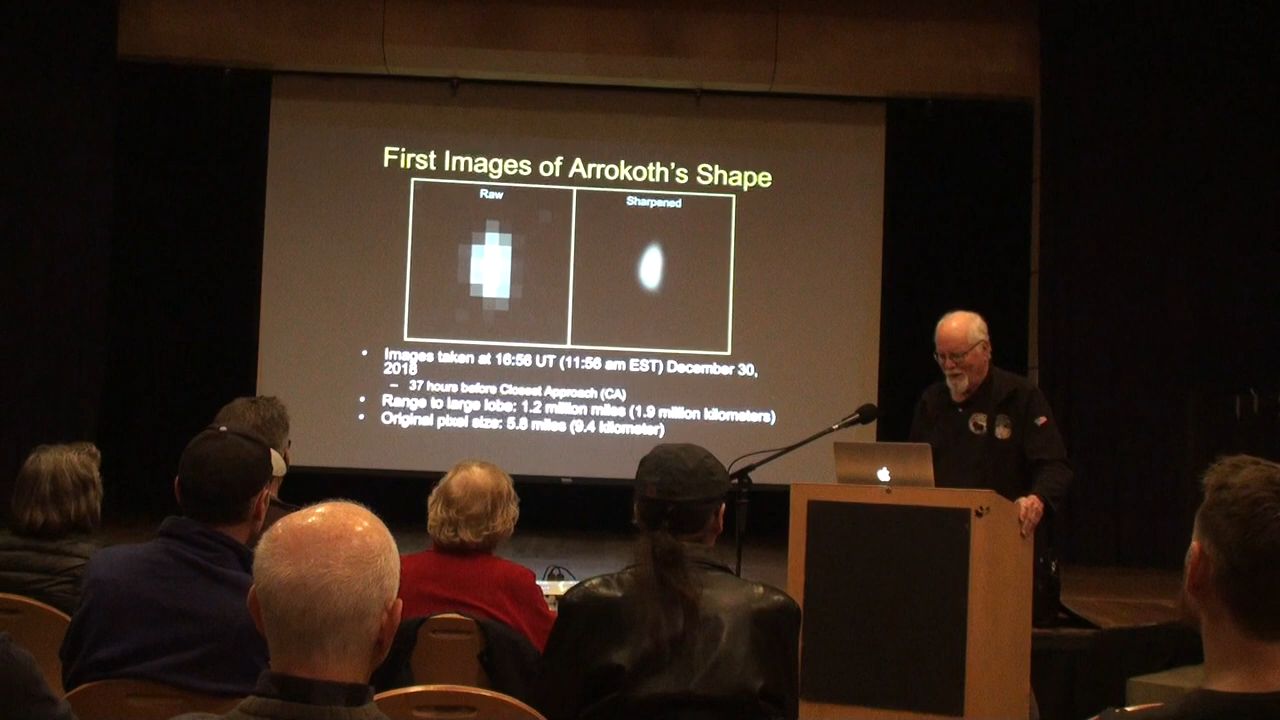 First Images of Arrokoth's Shape
Raw
Sharpened
• Images taken at 16:56 UT (11:56 am EST) December 30,
2018
– 37 hours before Closest Approach (CA)
• Range to large lobe: 1.2 million miles (1.9 million kilometers)
• Original pixel size: 5.8 miles (9.4 kilometer)